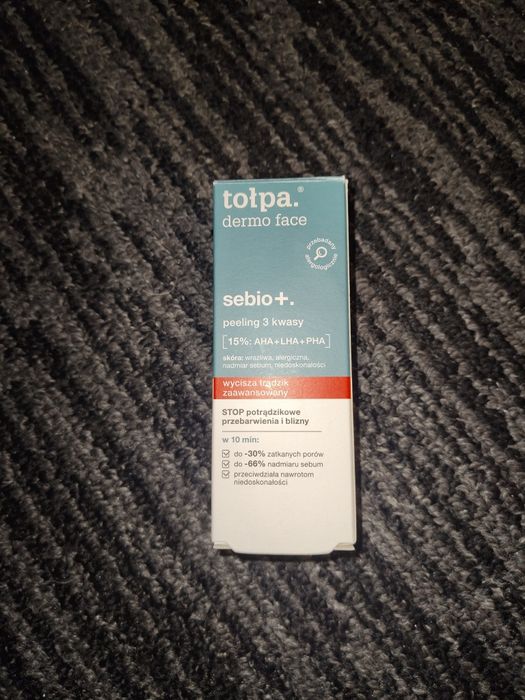 tołpa.®
dermo face
przebadany
alergologicznie
sebio+.
peeling 3 kwasy
[15%: AHA+LHA+PHA]
skóra: wrażliwa, alergiczna,
nadmiar sebum, niedoskonałości
wycisza trądzik
zaawansowany
STOP potrądzikowe
przebarwienia i blizny
w 10 min:
do -30% zatkanych porów
do -66% nadmiaru sebum
przeciwdziała nawrotom
niedoskonałości